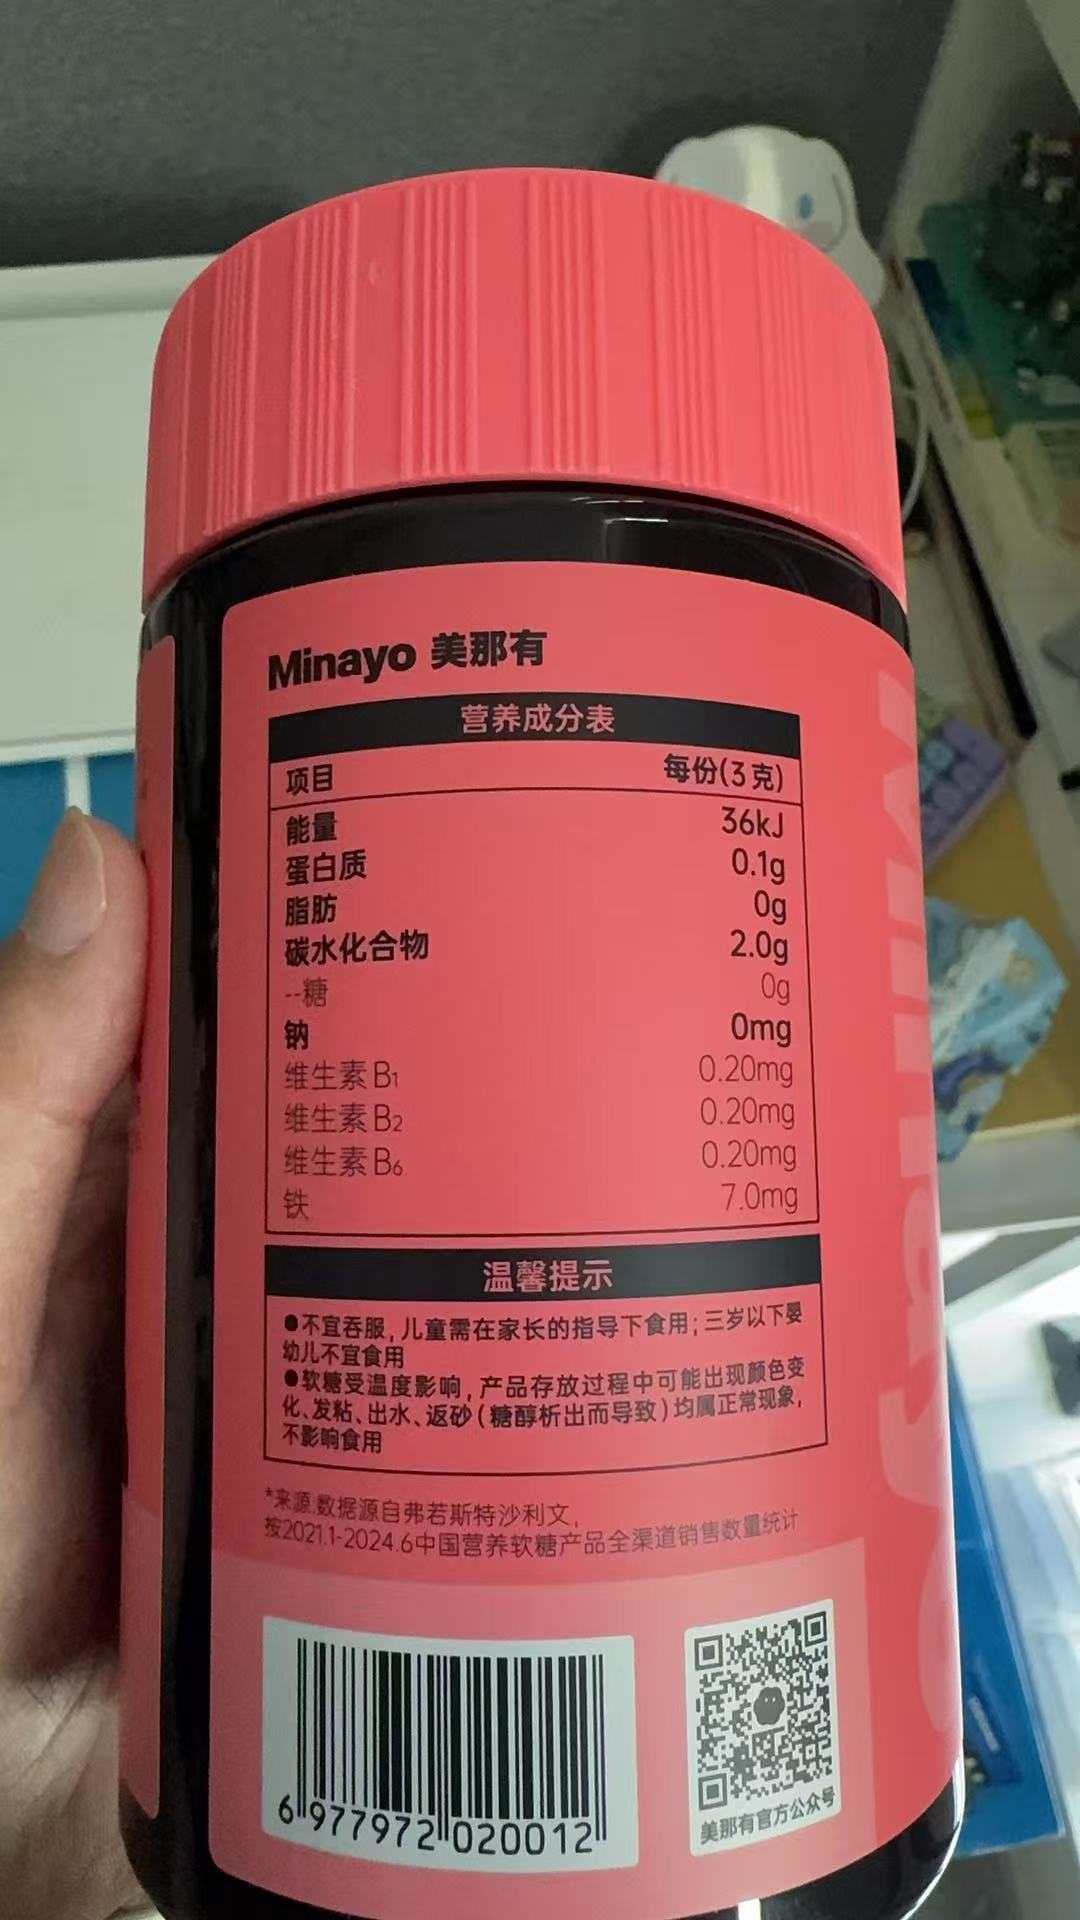 Minayo 美那有
营养成分表
项目 每份(3克)
能量 36kJ
蛋白质 0.1g
脂肪 0g
碳水化合物 2.0g
--糖 0g
钠 0mg
维生素B₁ 0.20mg
维生素B₂ 0.20mg
维生素B₆ 0.20mg
铁 7.0mg
温馨提示
●不宜吞服，儿童需在家长的指导下食用；三岁以下婴
幼儿不宜食用
●软糖受温度影响，产品存放过程中可能出现颜色变
化、发粘、出水、返砂（糖醇析出而导致）均属正常现象，
不影响食用
*来源:数据源自弗若斯特沙利文，
按2021.1-2024.6中国营养软糖产品全渠道销售数量统计
6 977972 020012
美那有官方公众号
Minayo